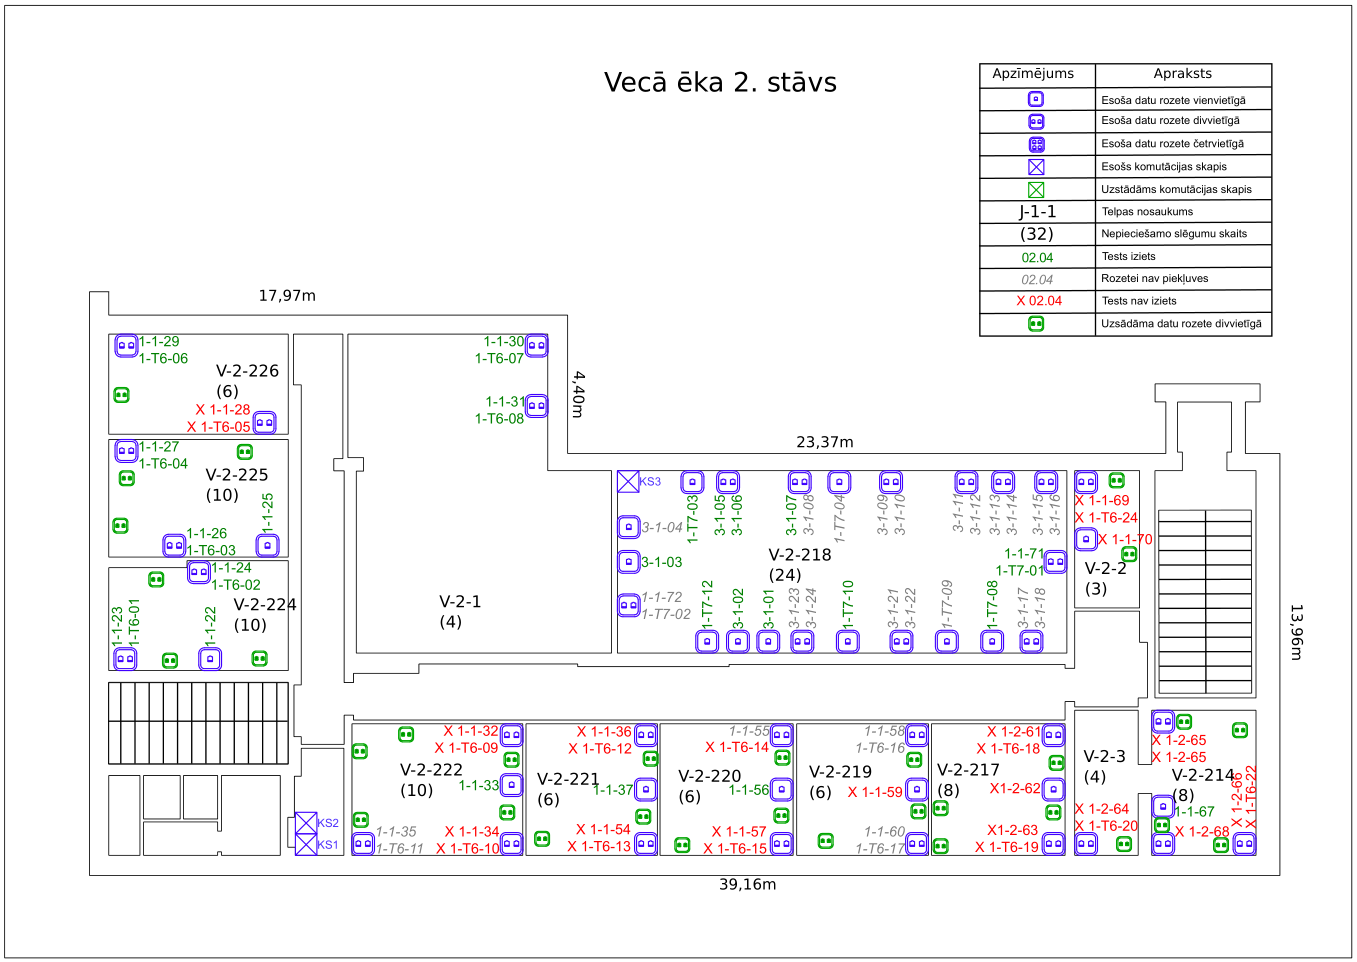 Vecā ēka 2. stāvs
Apzīmējums Apraksts
Esoša datu rozete vienvietīgā
Esoša datu rozete divvietīgā
Esoša datu rozete četrvietīgā
Esošs komutācijas skapis
Uzstādāms komutācijas skapis
J-1-1 Telpas nosaukums
(32) Nepieciešamo slēgumu skaits
02.04 Tests iziets
02.04 Rozetei nav piekļuves
X 02.04 Tests nav iziets
Uzsādāma datu rozete divvietīgā
17,97m
4,40m
23,37m
13,96m
39,16m
1-1-29
1-T6-06
V-2-226
(6)
X 1-1-28
X 1-T6-05
1-1-27
1-T6-04
V-2-225
(10)
1-1-25
1-1-26
1-T6-03
1-1-24
1-T6-02
V-2-224
(10)
1-1-23
1-T6-01
1-1-22
1-1-30
1-T6-07
1-1-31
1-T6-08
V-2-1
(4)
KS3
1-T7-03
3-1-05
3-1-06
3-1-07
3-1-08
1-T7-04
3-1-09
3-1-10
3-1-11
3-1-12
3-1-13
3-1-14
3-1-15
3-1-16
3-1-04
3-1-03
1-1-72
1-T7-02
V-2-218
(24)
1-1-71
1-T7-01
1-T7-12
3-1-02
3-1-01
3-1-23
3-1-24
1-T7-10
3-1-21
3-1-22
1-T7-09
1-T7-08
3-1-17
3-1-18
X 1-1-69
X 1-T6-24
X 1-1-70
V-2-2
(3)
KS2
KS1
X 1-1-32
X 1-T6-09
V-2-222
(10)
1-1-33
1-1-35
1-T6-11
X 1-1-34
X 1-T6-10
X 1-1-36
X 1-T6-12
V-2-221
(6)
1-1-37
X 1-1-54
X 1-T6-13
1-1-55
X 1-T6-14
V-2-220
(6)
1-1-56
X 1-1-57
X 1-T6-15
1-1-58
1-T6-16
V-2-219
(6)
X 1-1-59
1-1-60
1-T6-17
X 1-2-61
X 1-T6-18
V-2-217
(8)
X1-2-62
X1-2-63
X 1-T6-19
V-2-3
(4)
X 1-2-64
X 1-T6-20
X 1-2-65
X 1-2-65
V-2-214
(8)
1-1-67
X 1-2-68
X 1-2-66
X 1-T6-22